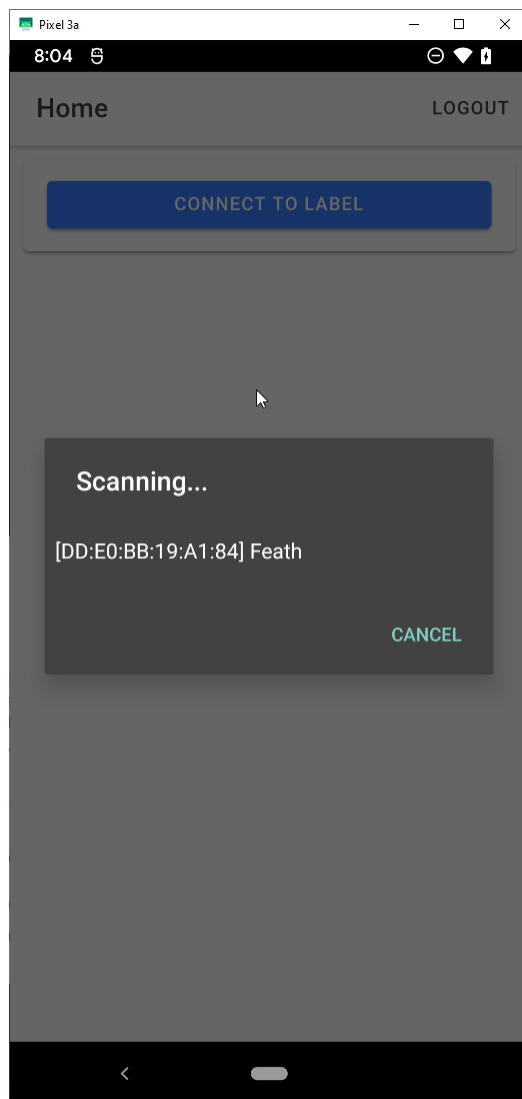 Pixel 3a
8:04
Home
LOGOUT
CONNECT TO LABEL
Scanning...
[DD:E0:BB:19:A1:84] Feath
CANCEL